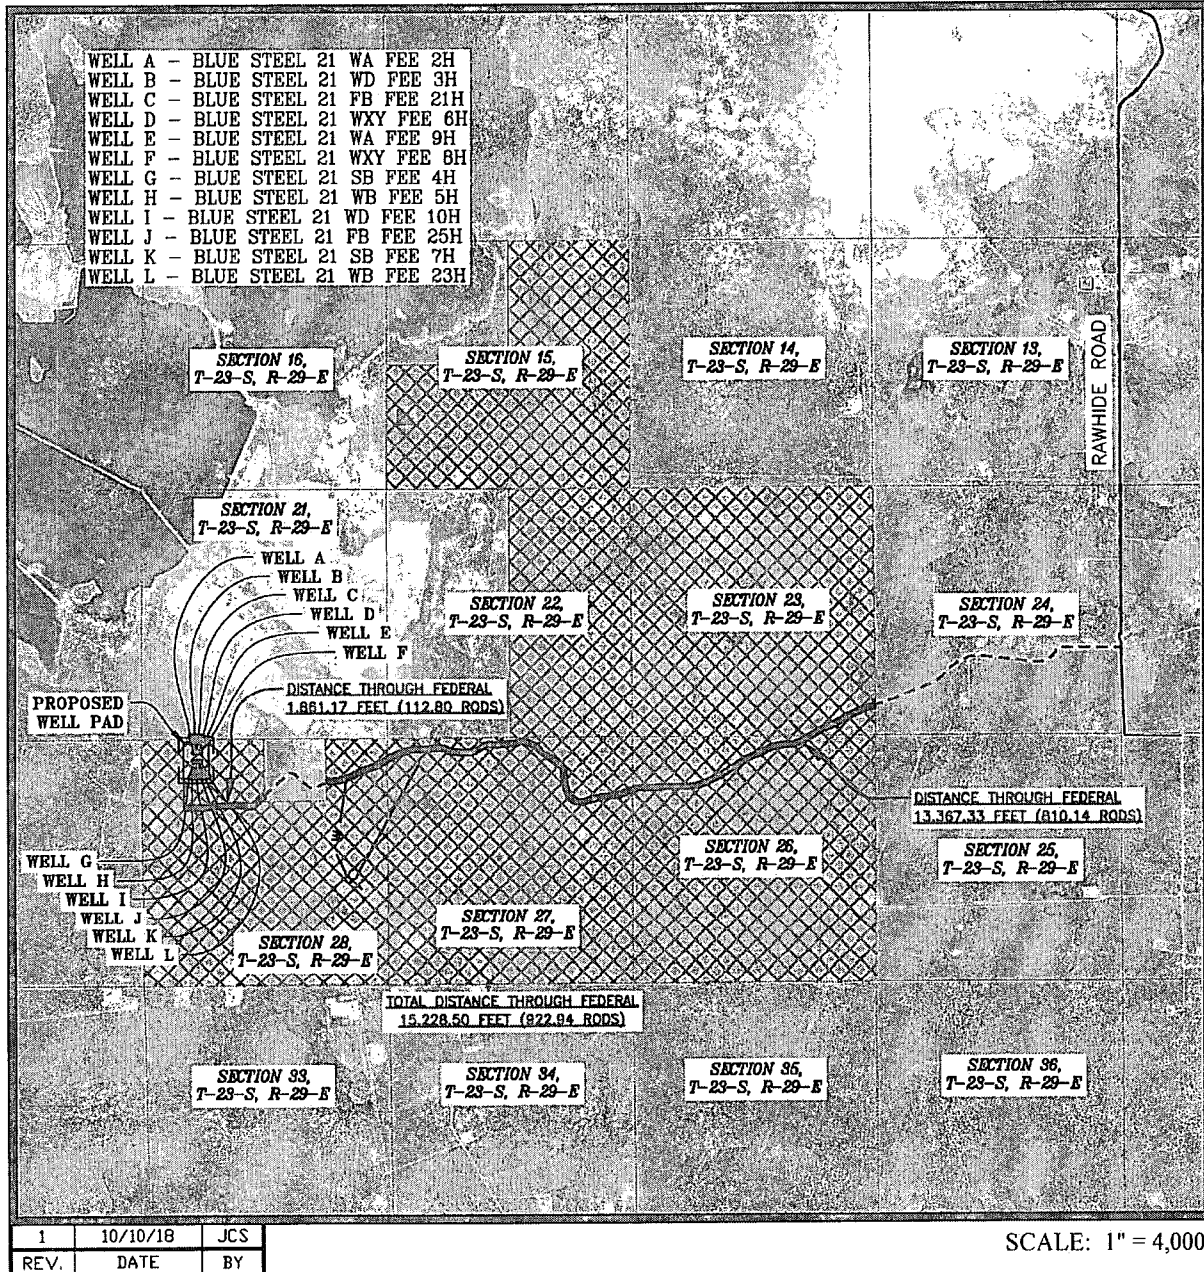 WELL A – BLUE STEEL 21 WA FEE 2H
WELL B – BLUE STEEL 21 WD FEE 3H
WELL C – BLUE STEEL 21 FB FEE 21H
WELL D – BLUE STEEL 21 WXY FEE 6H
WELL E – BLUE STEEL 21 WA FEE 9H
WELL F – BLUE STEEL 21 WXY FEE 8H
WELL G – BLUE STEEL 21 SB FEE 4H
WELL H – BLUE STEEL 21 WB FEE 5H
WELL I – BLUE STEEL 21 WD FEE 10H
WELL J – BLUE STEEL 21 FB FEE 25H
WELL K – BLUE STEEL 21 SB FEE 7H
WELL L – BLUE STEEL 21 WB FEE 23H
SECTION 16,
T-23-S, R-29-E
SECTION 15,
T-23-S, R-29-E
SECTION 14,
T-23-S, R-29-E
SECTION 13,
T-23-S, R-29-E
RAWHIDE ROAD
SECTION 21,
T-23-S, R-29-E
WELL A
WELL B
WELL C
WELL D
WELL E
WELL F
SECTION 22,
T-23-S, R-29-E
SECTION 23,
T-23-S, R-29-E
SECTION 24,
T-23-S, R-29-E
PROPOSED
WELL PAD
DISTANCE THROUGH FEDERAL
1,861.17 FEET (112.80 RODS)
DISTANCE THROUGH FEDERAL
13,367.33 FEET (810.14 RODS)
WELL G
WELL H
WELL I
WELL J
WELL K
WELL L
SECTION 28,
T-23-S, R-29-E
SECTION 27,
T-23-S, R-29-E
SECTION 26,
T-23-S, R-29-E
SECTION 25,
T-23-S, R-29-E
TOTAL DISTANCE THROUGH FEDERAL
15,228.50 FEET (922.94 RODS)
SECTION 33,
T-23-S, R-29-E
SECTION 34,
T-23-S, R-29-E
SECTION 35,
T-23-S, R-29-E
SECTION 36,
T-23-S, R-29-E
1 10/10/18 JCS
REV. DATE BY
SCALE: 1" = 4,000